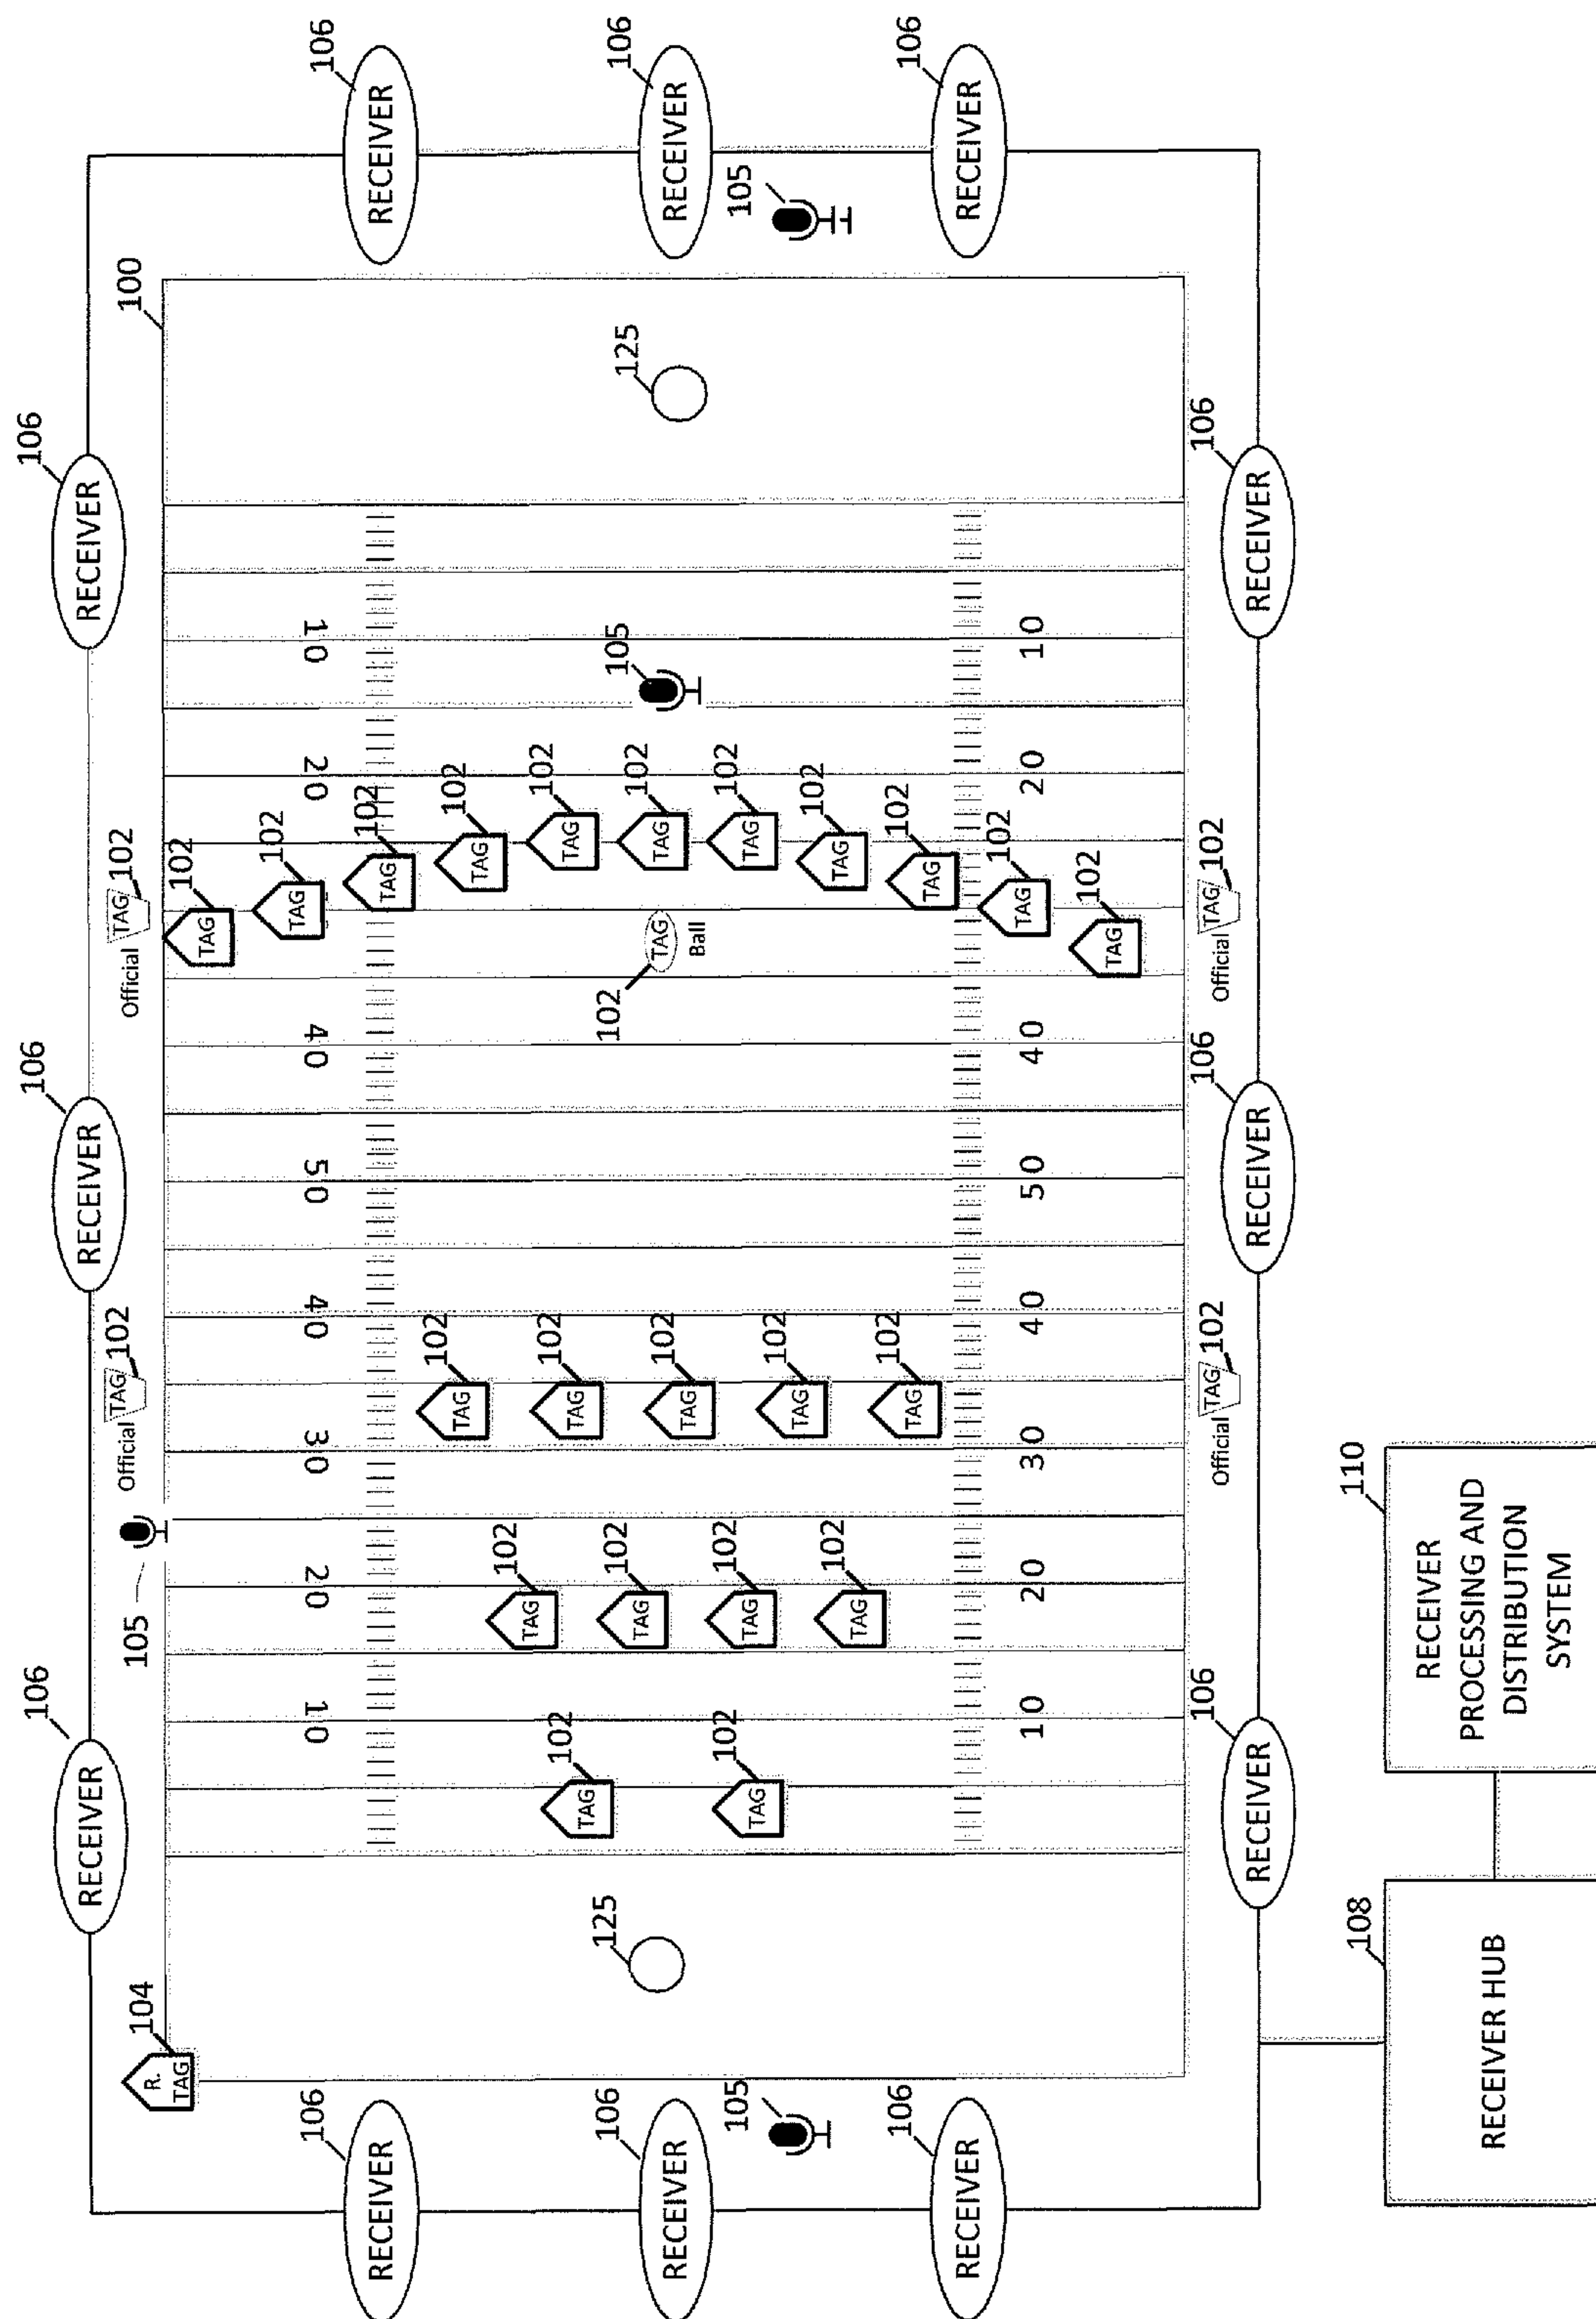 106 106 106
RECEIVER RECEIVER RECEIVER
104 105 Official TAG 102 Official TAG 102 100
R.
TAG
102
TAG
102
TAG
106 10 20 30 40 50 40 20 10 106
102
RECEIVER TAG RECEIVER
102 102
TAG TAG
102 102
TAG TAG
102 102
TAG TAG
102
TAG
106 125 102 105 125 106
102 102
TAG TAG
102
TAG
TAG
Ball
RECEIVER RECEIVER
102 102 102
TAG TAG TAG
106 105 105
102 102
TAG TAG
102
TAG
102
TAG
106 102 106
TAG
102
TAG
RECEIVER RECEIVER
102
TAG
10 20 30 40 50 40 20 10
102
TAG
106 Official TAG 102 106 Official TAG 102 106
RECEIVER RECEIVER RECEIVER
108 110
RECEIVER HUB
RECEIVER
PROCESSING AND
DISTRIBUTION
SYSTEM